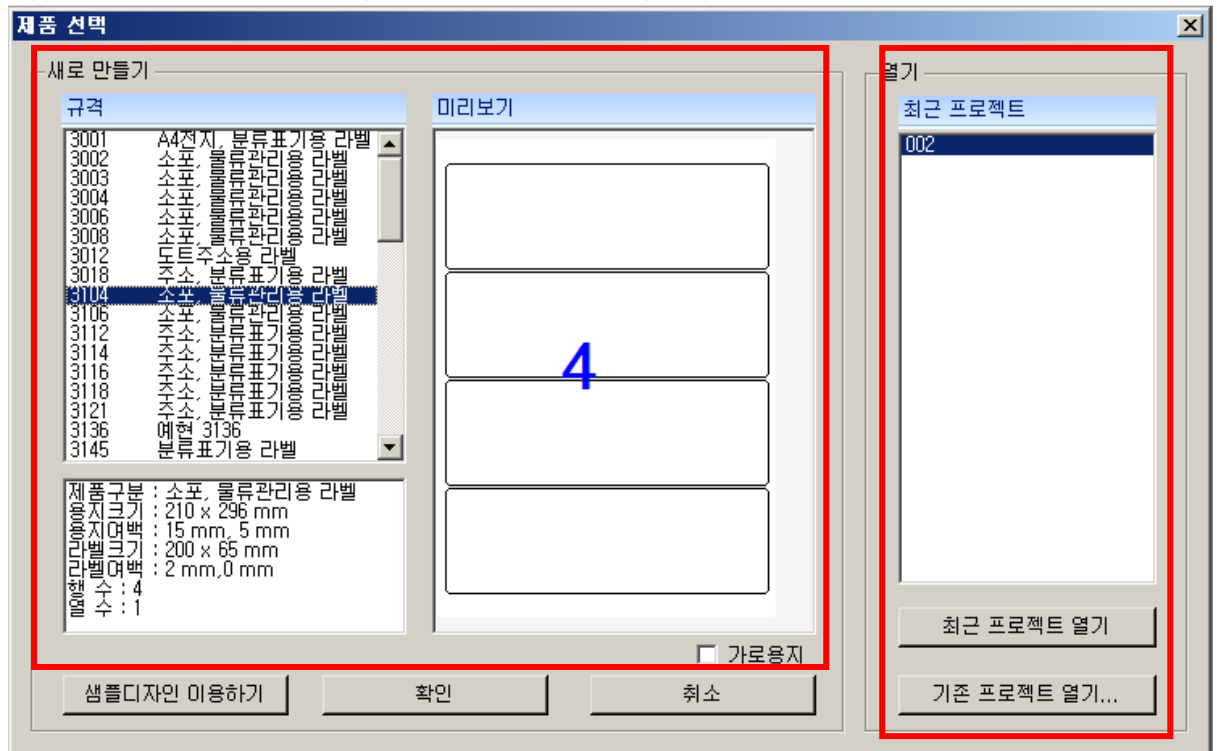 제품 선택
새로 만들기
규격
3001 A4전지, 분류표기용 라벨
3002 소포, 물류관리용 라벨
3003 소포, 물류관리용 라벨
3004 소포, 물류관리용 라벨
3006 소포, 물류관리용 라벨
3008 소포, 물류관리용 라벨
3012 도트주소용 라벨
3018 주소, 분류표기용 라벨
3104 소포, 물류관리용 라벨
3106 소포, 물류관리용 라벨
3112 주소, 분류표기용 라벨
3114 주소, 분류표기용 라벨
3116 주소, 분류표기용 라벨
3118 주소, 분류표기용 라벨
3121 주소, 분류표기용 라벨
3136 예현 3136
3145 분류표기용 라벨
제품구분 : 소포, 물류관리용 라벨
용지크기 : 210 x 296 mm
용지여백 : 15 mm, 5 mm
라벨크기 : 200 x 65 mm
라벨여백 : 2 mm,0 mm
행 수 : 4
열 수 : 1
미리보기
4
가로용지
샘플디자인 이용하기
확인
취소
열기
최근 프로젝트
002
최근 프로젝트 열기
기존 프로젝트 열기...